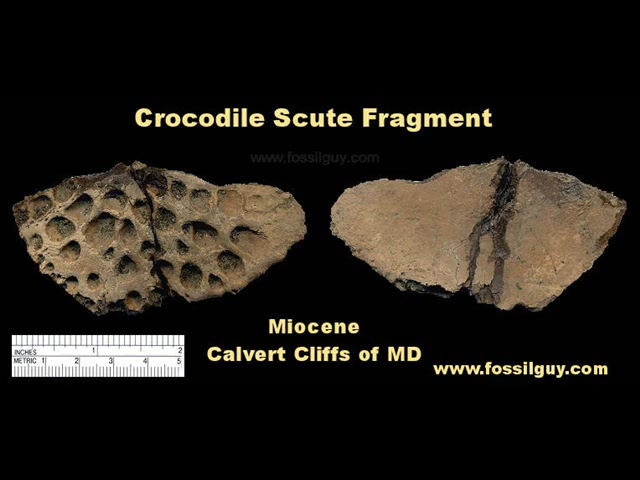 Crocodile Scute Fragment
www.fossilguy.com
Miocene
Calvert Cliffs of MD
www.fossilguy.com
INCHES 1 2
METRIC 1 2 3 4 5